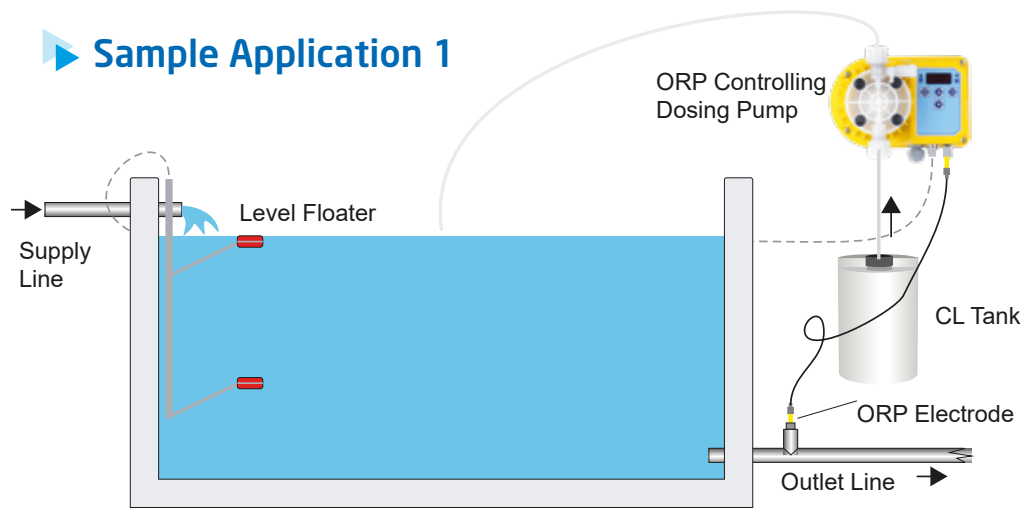 Sample Application 1
ORP Controlling
Dosing Pump
Level Floater
Supply
Line
CL Tank
ORP Electrode
Outlet Line